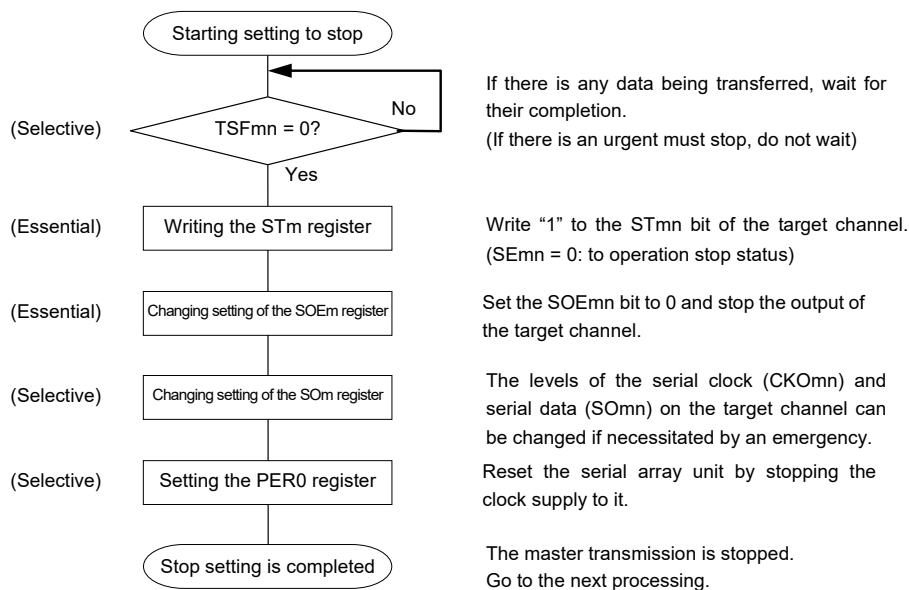 Starting setting to stop
No
If there is any data being transferred, wait for
their completion.
(If there is an urgent must stop, do not wait)
(Selective)
TSFmn = 0?
Yes
(Essential)
Writing the STm register
Write “1” to the STmn bit of the target channel.
(SEmn = 0: to operation stop status)
(Essential)
Changing setting of the SOEm register
Set the SOEmn bit to 0 and stop the output of
the target channel.
(Selective)
Changing setting of the SOm register
The levels of the serial clock (CKOmn) and
serial data (SOmn) on the target channel can
be changed if necessitated by an emergency.
(Selective)
Setting the PER0 register
Reset the serial array unit by stopping the
clock supply to it.
Stop setting is completed
The master transmission is stopped.
Go to the next processing.